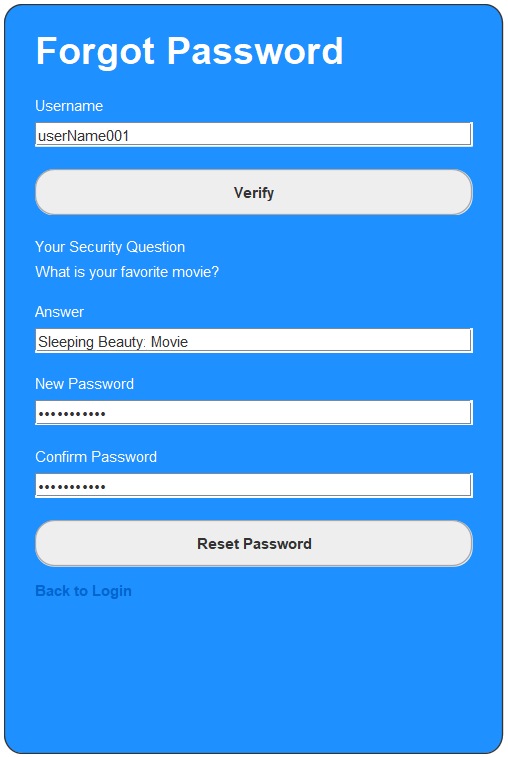 Forgot Password
Username
userName001
Verify
Your Security Question
What is your favorite movie?
Answer
Sleeping Beauty: Movie
New Password
•••••••••••
Confirm Password
•••••••••••
Reset Password
Back to Login